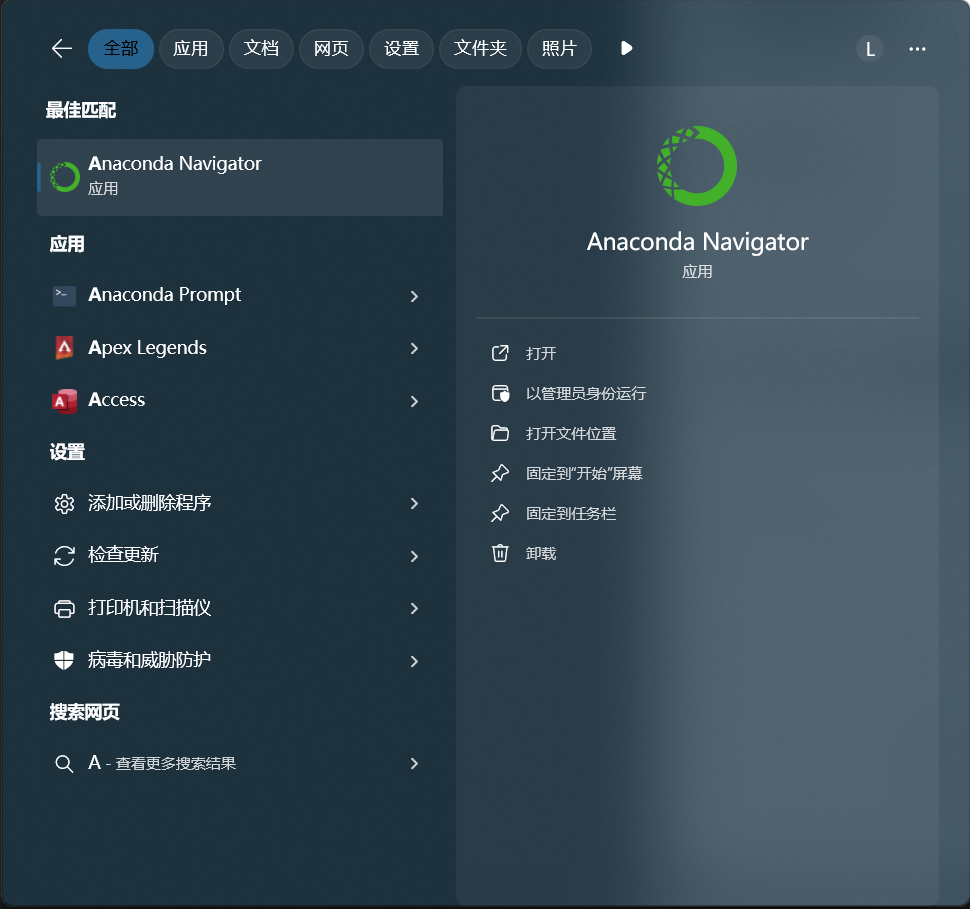 全部 应用 文档 网页 设置 文件夹 照片 L
最佳匹配
Anaconda Navigator
应用
应用
Anaconda Prompt
Apex Legends
Access
设置
添加或删除程序
检查更新
打印机和扫描仪
病毒和威胁防护
搜索网页
A - 查看更多搜索结果
Anaconda Navigator
应用
打开
以管理员身份运行
打开文件位置
固定到"开始"屏幕
固定到任务栏
卸载